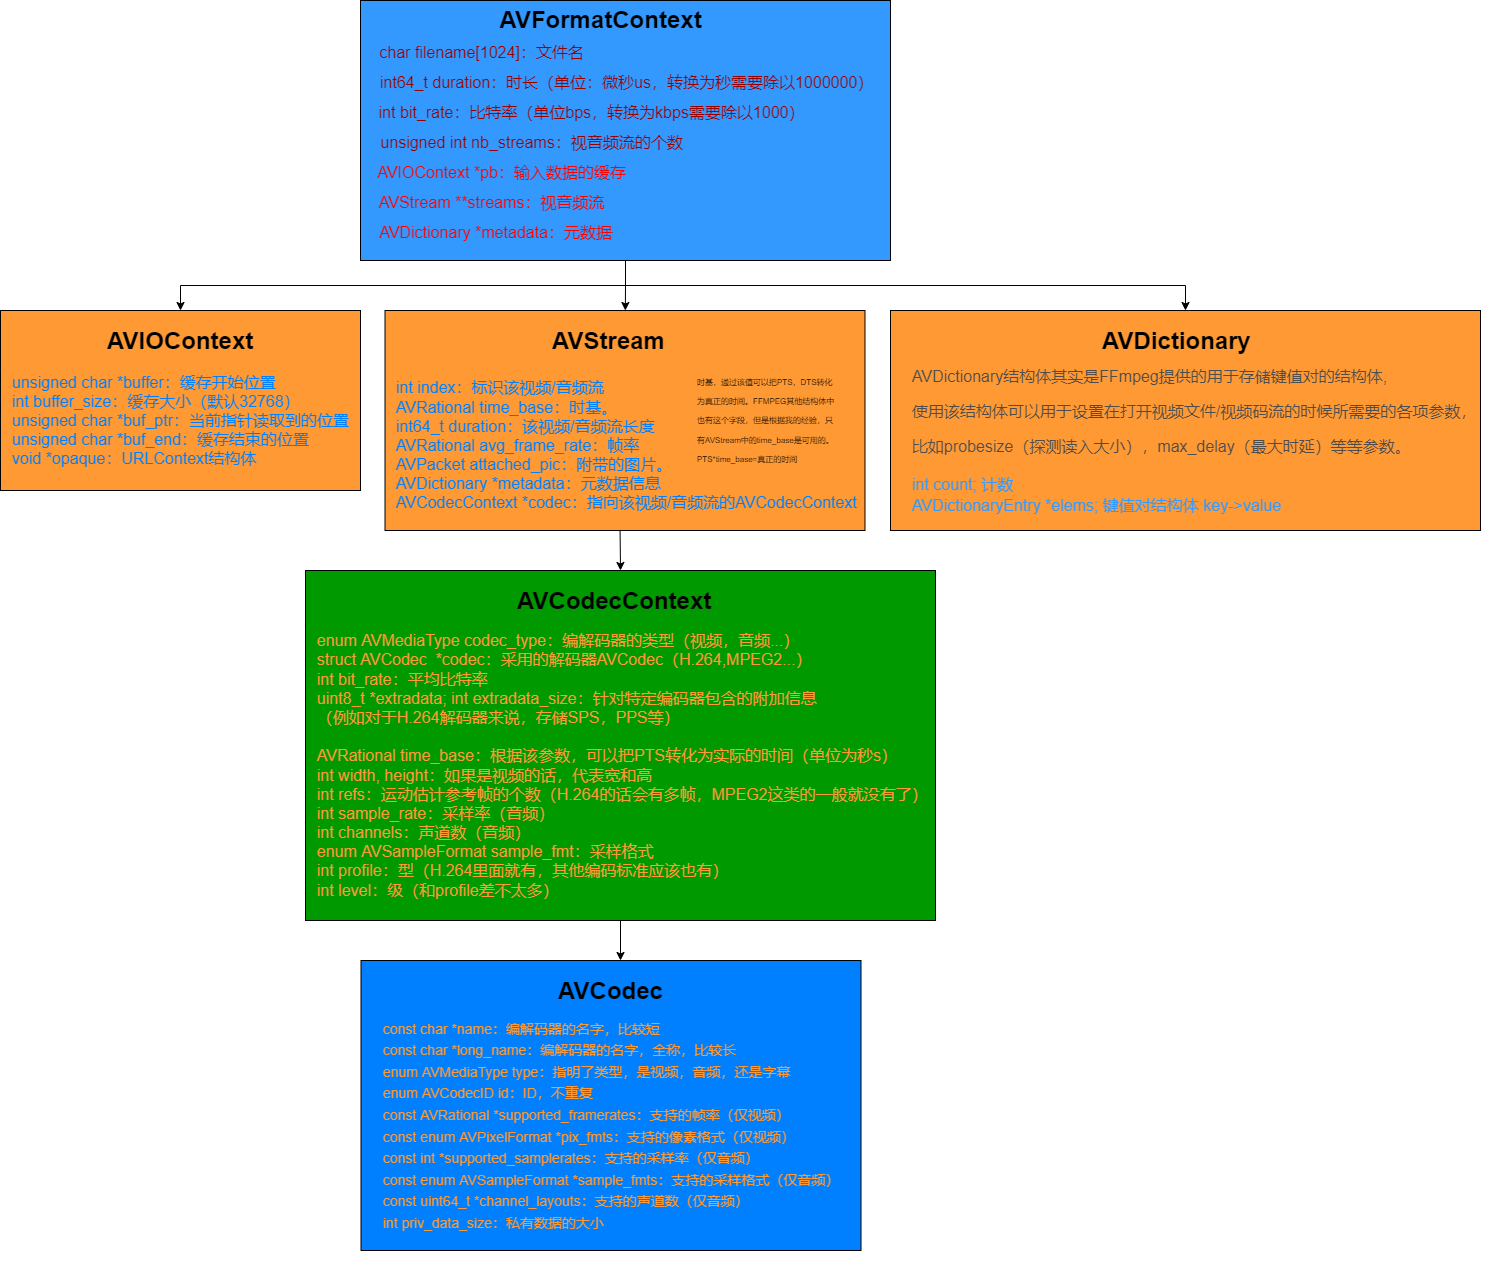 AVFormatContext
char filename[1024]：文件名
int64_t duration：时长（单位：微秒us，转换为秒需要除以1000000）
int bit_rate：比特率（单位bps，转换为kbps需要除以1000）
unsigned int nb_streams：视音频流的个数
AVIOContext *pb：输入数据的缓存
AVStream **streams：视音频流
AVDictionary *metadata：元数据
AVIOContext
unsigned char *buffer：缓存开始位置
int buffer_size：缓存大小（默认32768）
unsigned char *buf_ptr：当前指针读取到的位置
unsigned char *buf_end：缓存结束的位置
void *opaque：URLContext结构体
AVStream
int index：标识该视频/音频流
AVRational time_base：时基。
int64_t duration：该视频/音频流长度
AVRational avg_frame_rate：帧率
AVPacket attached_pic：附带的图片。
AVDictionary *metadata：元数据信息
AVCodecContext *codec：指向该视频/音频流的AVCodecContext
时基，通过该值可以把PTS，DTS转化
为真正的时间。FFMPEG其他结构体中
也有这个字段，但是根据我的经验，只
有AVStream中的time_base是可用的。
PTS*time_base=真正的时间
AVDictionary
AVDictionary结构体其实是FFmpeg提供的用于存储键值对的结构体，
使用该结构体可以用于设置在打开视频文件/视频码流的时候所需要的各项参数，
比如probesize（探测读入大小），max_delay（最大时延）等等参数。
int count; 计数
AVDictionaryEntry *elems; 键值对结构体 key->value
AVCodecContext
enum AVMediaType codec_type：编解码器的类型（视频，音频...）
struct AVCodec  *codec：采用的解码器AVCodec（H.264,MPEG2...）
int bit_rate：平均比特率
uint8_t *extradata; int extradata_size：针对特定编码器包含的附加信息
（例如对于H.264解码器来说，存储SPS，PPS等）
AVRational time_base：根据该参数，可以把PTS转化为实际的时间（单位为秒s）
int width, height：如果是视频的话，代表宽和高
int refs：运动估计参考帧的个数（H.264的话会有多帧，MPEG2这类的一般就没有了）
int sample_rate：采样率（音频）
int channels：声道数（音频）
enum AVSampleFormat sample_fmt：采样格式
int profile：型（H.264里面就有，其他编码标准应该也有）
int level：级（和profile差不太多）
AVCodec
const char *name：编解码器的名字，比较短
const char *long_name：编解码器的名字，全称，比较长
enum AVMediaType type：指明了类型，是视频，音频，还是字幕
enum AVCodecID id：ID，不重复
const AVRational *supported_framerates：支持的帧率（仅视频）
const enum AVPixelFormat *pix_fmts：支持的像素格式（仅视频）
const int *supported_samplerates：支持的采样率（仅音频）
const enum AVSampleFormat *sample_fmts：支持的采样格式（仅音频）
const uint64_t *channel_layouts：支持的声道数（仅音频）
int priv_data_size：私有数据的大小